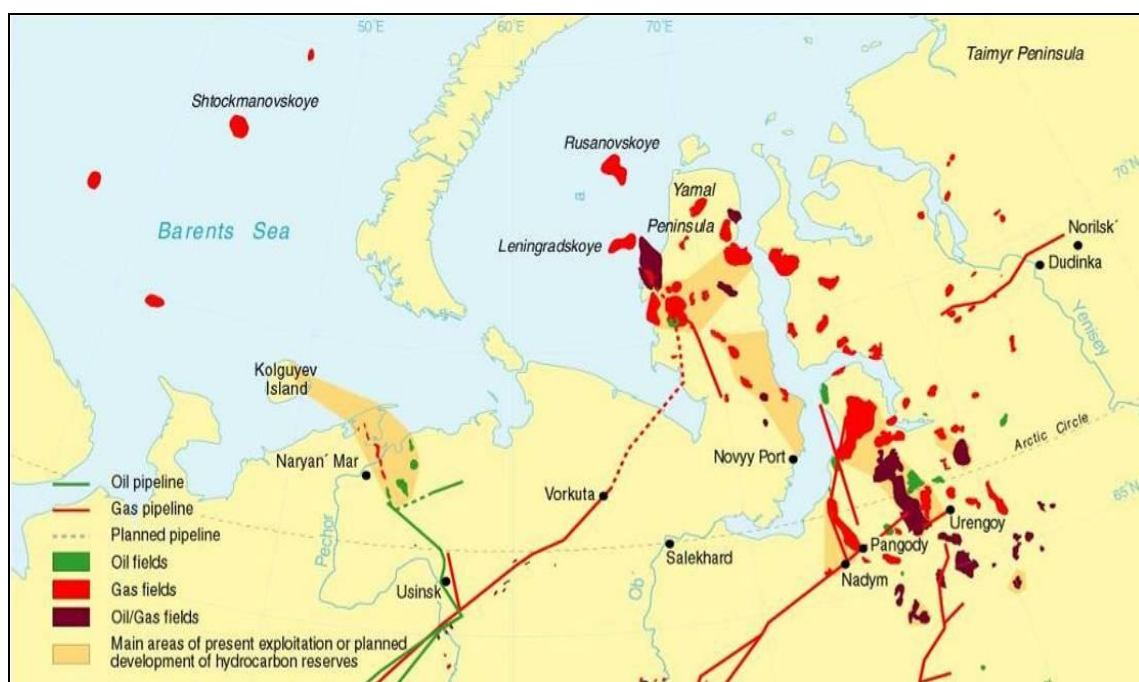 50˚E
60˚E
70˚E
Taimyr Peninsula
Shtockmanovskoye
Rusanovskoye
70˚N
a
Yamal
Peninsula
Barents Sea
Leningradskoye
Norilsk´
Dudinka
Yenisey
Kolguyev
Island
Arctic Circle
Naryan´ Mar
Novyy Port
65˚N
Oil pipeline
Gas pipeline
Planned pipeline
Oil fields
Gas fields
Oil/Gas fields
Main areas of present exploitation or planned
development of hydrocarbon reserves
Vorkuta
Pechor
Urengoy
Salekhard
Pangody
Nadym
Usinsk
Ob